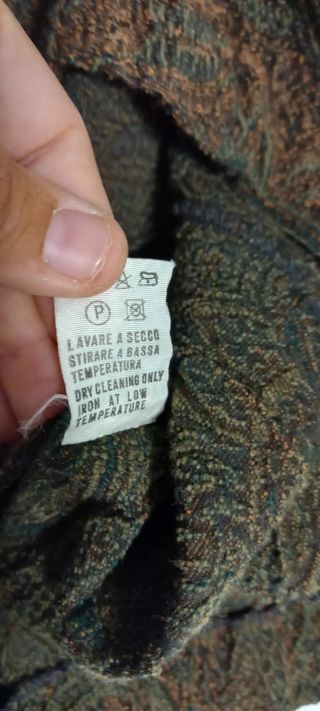 P
LAVARE A SECCO
STIRARE A BASSA
TEMPERATURA
DRY CLEANING ONLY
IRON AT LOW
TEMPERATURE